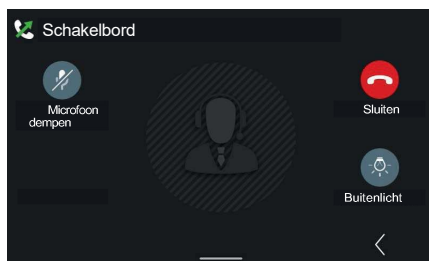 Schakelbord
Microfoon
dempen
Sluiten
Buitenlicht